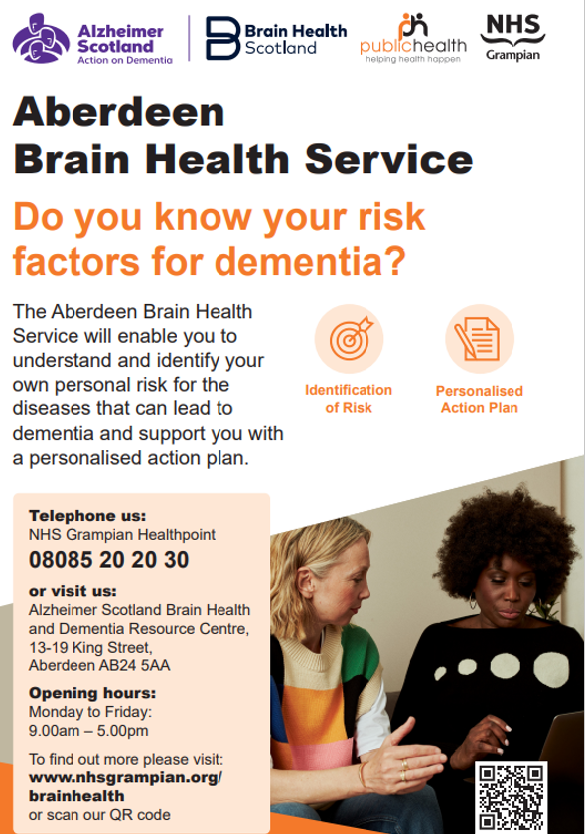 Alzheimer
Scotland
Action on Dementia
Brain Health
Scotland
publichealth
helping health happen
NHS
Grampian
Aberdeen
Brain Health Service
Do you know your risk
factors for dementia?
The Aberdeen Brain Health
Service will enable you to
understand and identify your
own personal risk for the
diseases that can lead to
dementia and support you with
a personalised action plan.
Identification
of Risk
Personalised
Action Plan
Telephone us:
NHS Grampian Healthpoint
08085 20 20 30
or visit us:
Alzheimer Scotland Brain Health
and Dementia Resource Centre,
13-19 King Street,
Aberdeen AB24 5AA
Opening hours:
Monday to Friday:
9.00am – 5.00pm
To find out more please visit:
www.nhsgrampian.org/
brainhealth
or scan our QR code